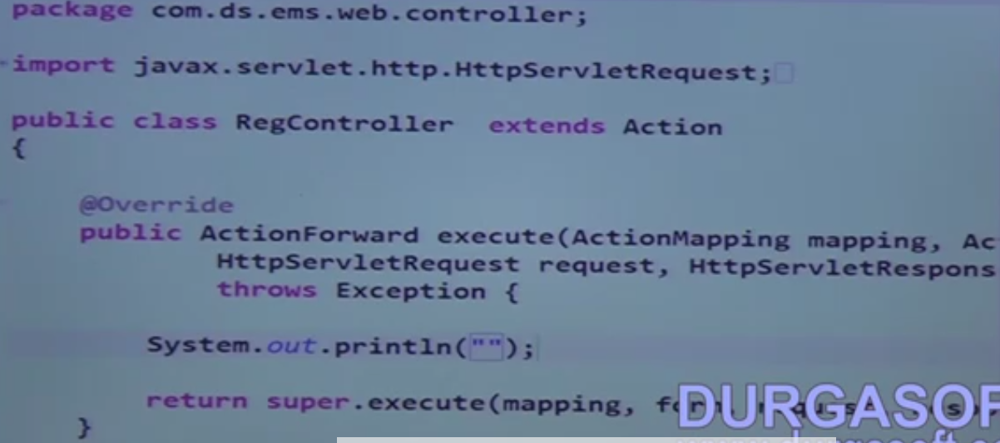 package com.ds.ems.web.controller;
import javax.servlet.http.HttpServletRequest;
public class RegController extends Action
{
@Override
public ActionForward execute(ActionMapping mapping, Ac
HttpServletRequest request, HttpServletRespons
throws Exception {
System.out.println("");
return super.execute(mapping,
}
DURGASOF